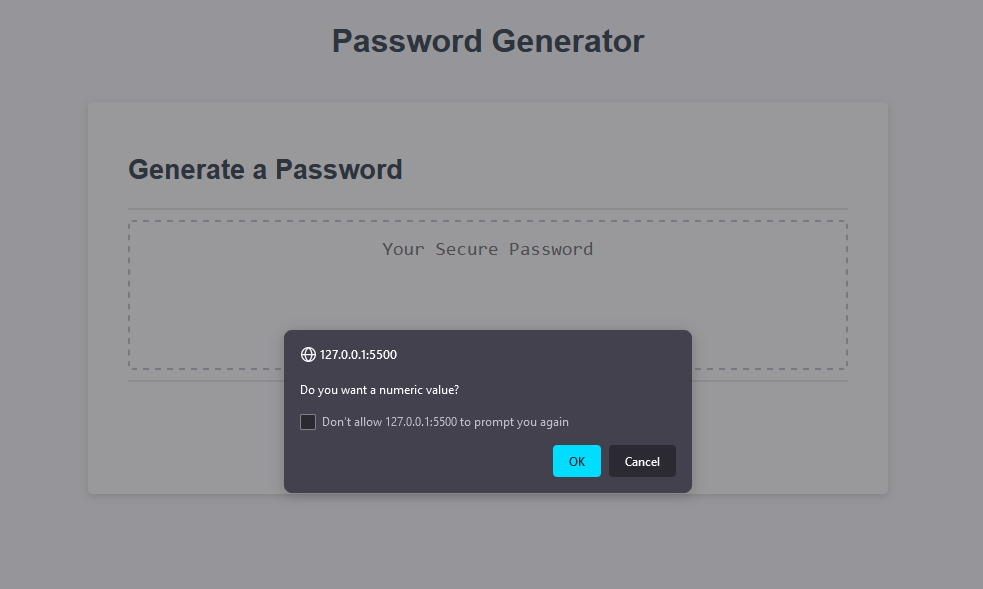 Password Generator
Generate a Password
Your Secure Password
127.0.0.1:5500
Do you want a numeric value?
Don't allow 127.0.0.1:5500 to prompt you again
OK Cancel